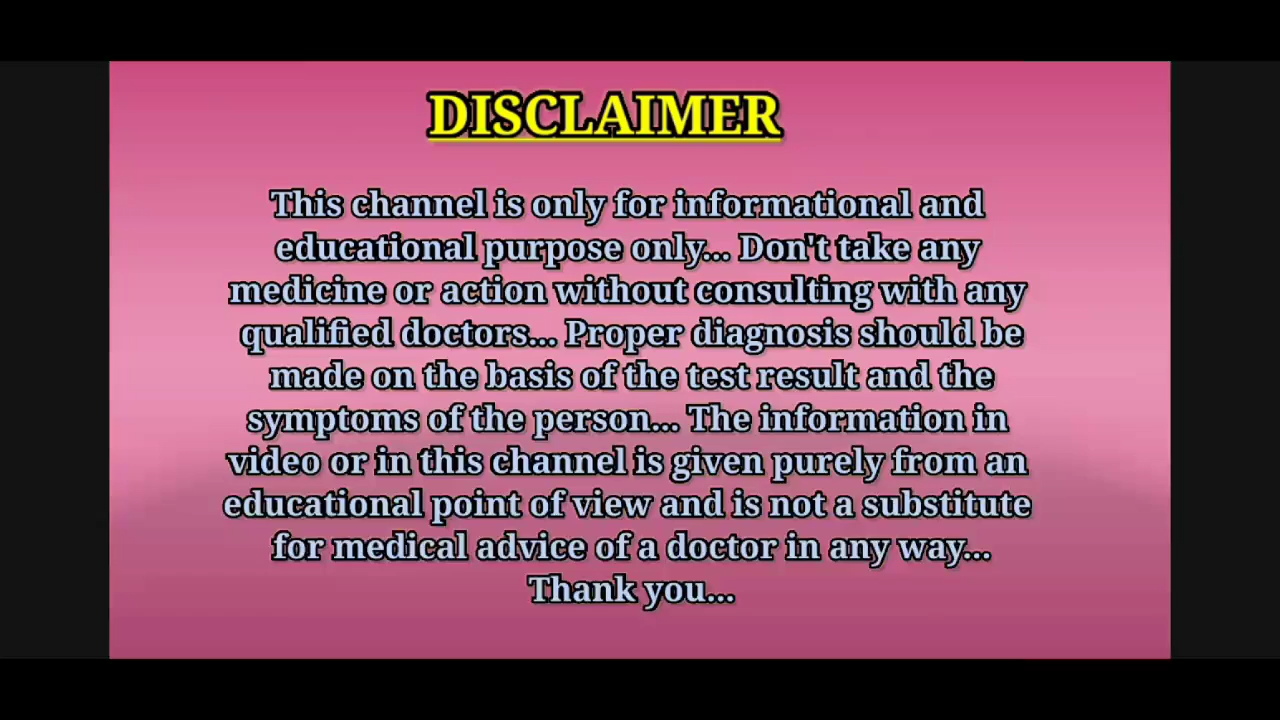 DISCLAIMER
This channel is only for informational and
educational purpose only... Don't take any
medicine or action without consulting with any
qualified doctors... Proper diagnosis should be
made on the basis of the test result and the
symptoms of the person... The information in
video or in this channel is given purely from an
educational point of view and is not a substitute
for medical advice of a doctor in any way...
Thank you...